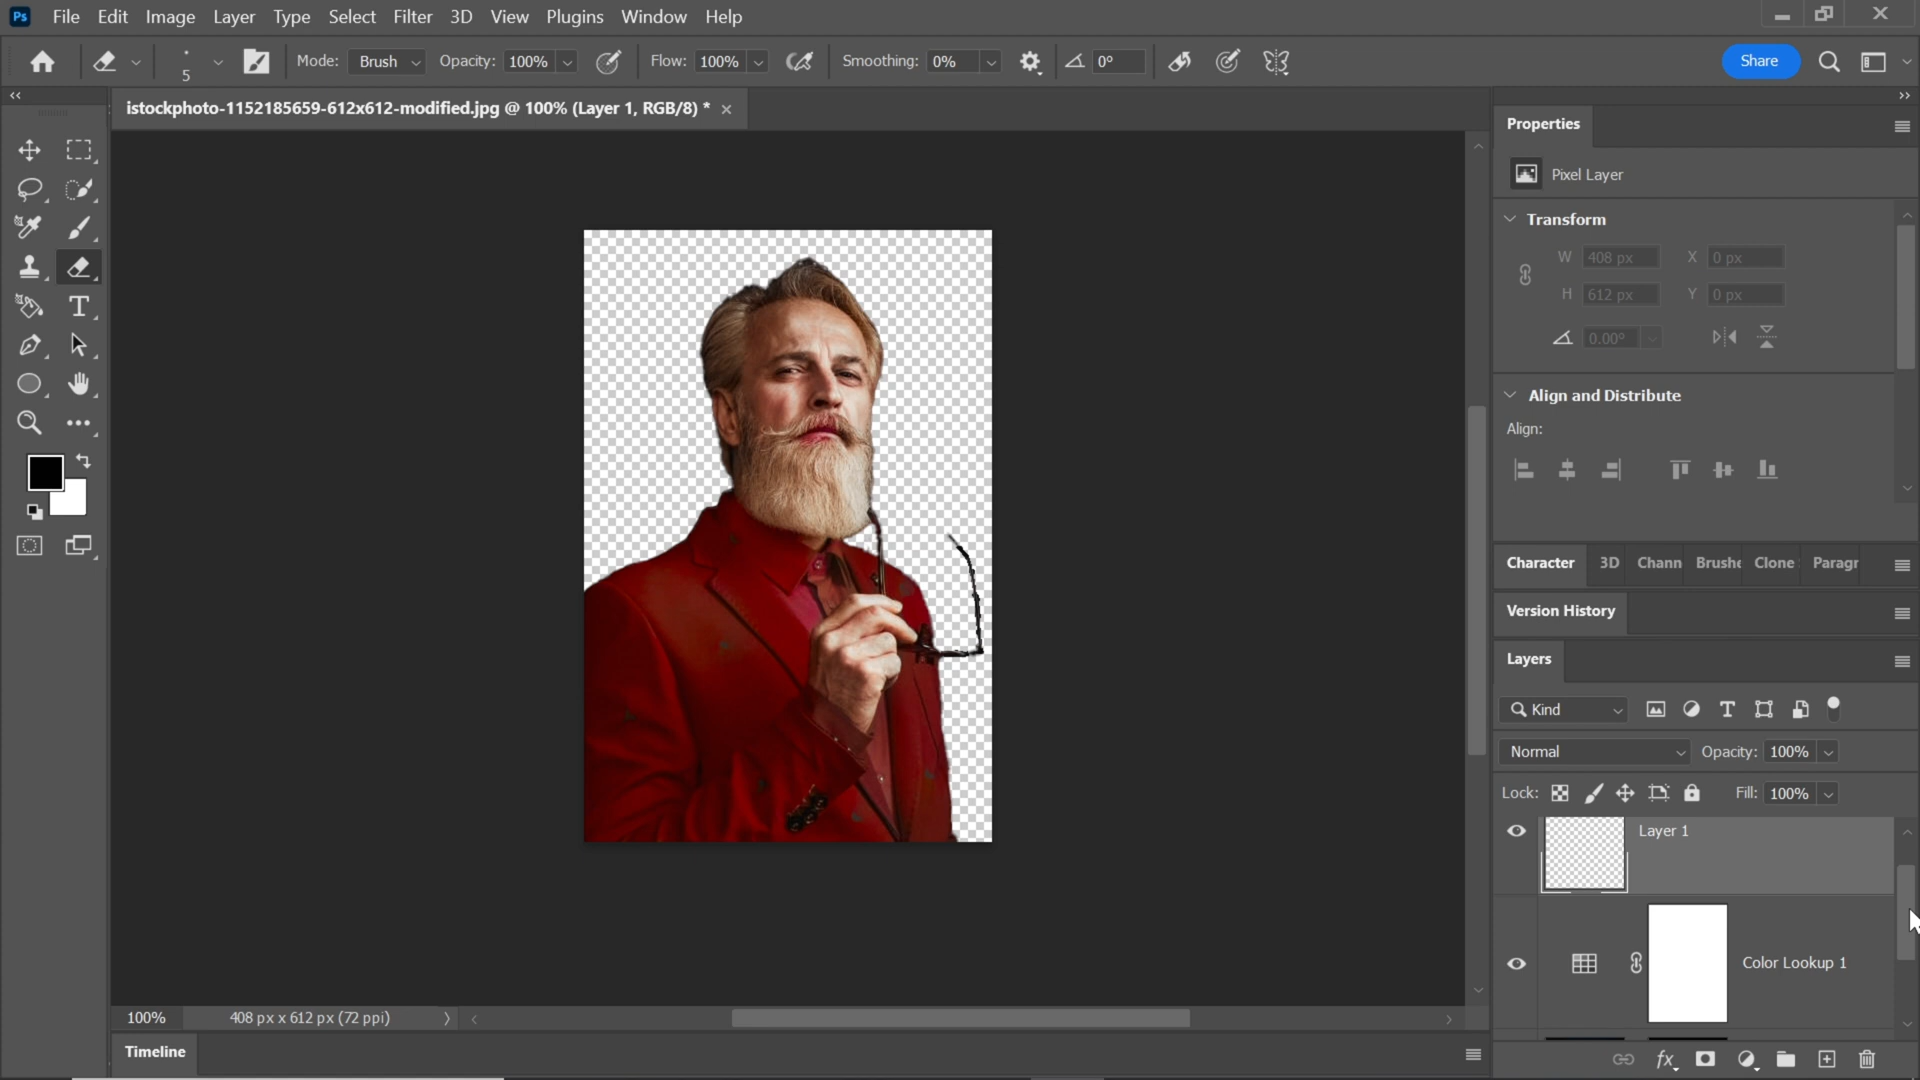 Ps File Edit Image Layer Type Select Filter 3D View Plugins Window Help
5 Mode: Brush Opacity: 100% Flow: 100% Smoothing: 0% 0° Share
istockphoto-1152185659-612x612-modified.jpg @ 100% (Layer 1, RGB/8) *
Properties
Pixel Layer
Transform
W 408 px X 0 px
H 612 px Y 0 px
0.00°
Align and Distribute
Align:
Character 3D Chann Brushe Clone Paragr
Version History
Layers
Kind
Normal Opacity: 100%
Lock: Fill: 100%
Layer 1
Color Lookup 1
100% 408 px x 612 px (72 ppi)
Timeline